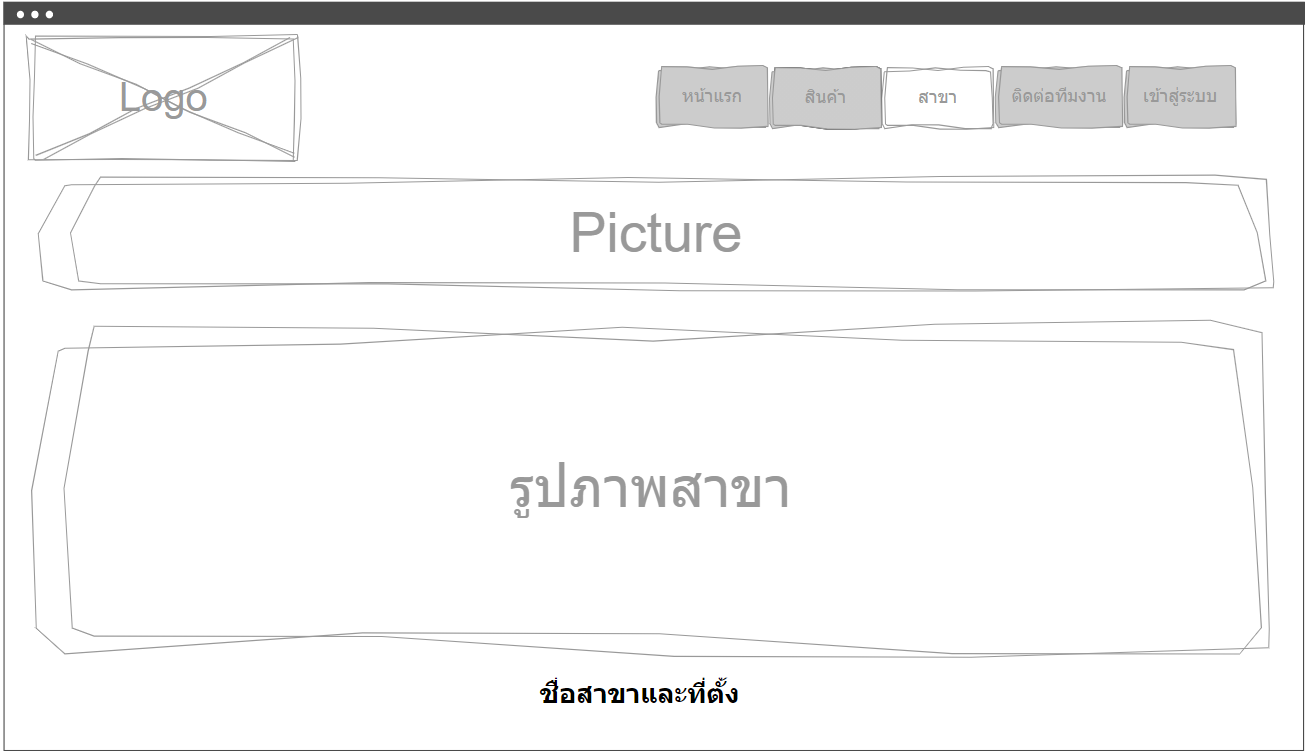 Logo
หน้าแรก สินค้า สาขา ติดต่อทีมงาน เข้าสู่ระบบ
Picture
รูปภาพสาขา
ชื่อสาขาและที่ตั้ง